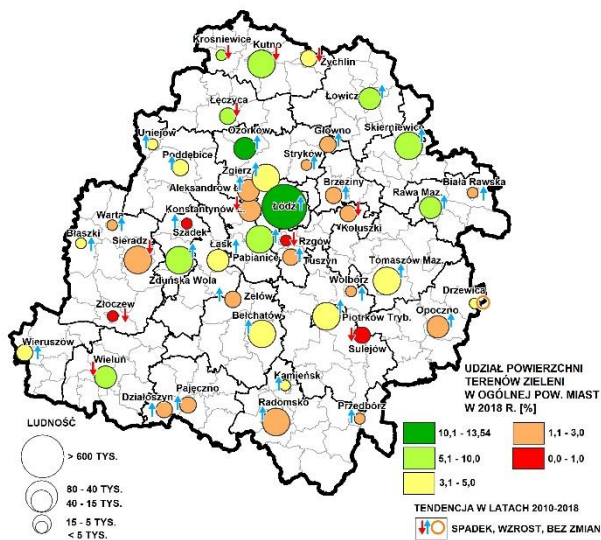 Krośniewice
Kutno
Żychlin
Łęczyca
Łowicz
Ozorków
Skierniewice
Uniejów
Głowno
Poddębice
Zgierz
Stryków
Aleksandrów Ł.
Brzeziny
Biała Rawska
Łódź
Rawa Maz.
Warta
Konstantynów
Koluszki
Błaszki
Szadek
Rzgów
Sieradz
Łask
Pabianice
Tuszyn
Zduńska Wola
Tomaszów Maz.
Wolbórz
Drzewica
Złoczew
Zelów
Opoczno
Bełchatów
Piotrków Tryb.
Wieruszów
Sulejów
Wieluń
Kamieńsk
Działoszyn
Pajęczno
Radomsko
Przedbórz
LUDNOŚĆ
> 600 TYS.
80 - 40 TYS.
40 - 15 TYS.
15 - 5 TYS.
< 5 TYS.
UDZIAŁ POWIERZCHNI
TERENÓW ZIELENI
W OGÓLNEJ POW. MIAST
W 2018 R. [%]
10,1 - 13,54
1,1 - 3,0
5,1 - 10,0
0,0 - 1,0
3,1 - 5,0
TENDENCJA W LATACH 2010-2018
SPADEK, WZROST, BEZ ZMIAN